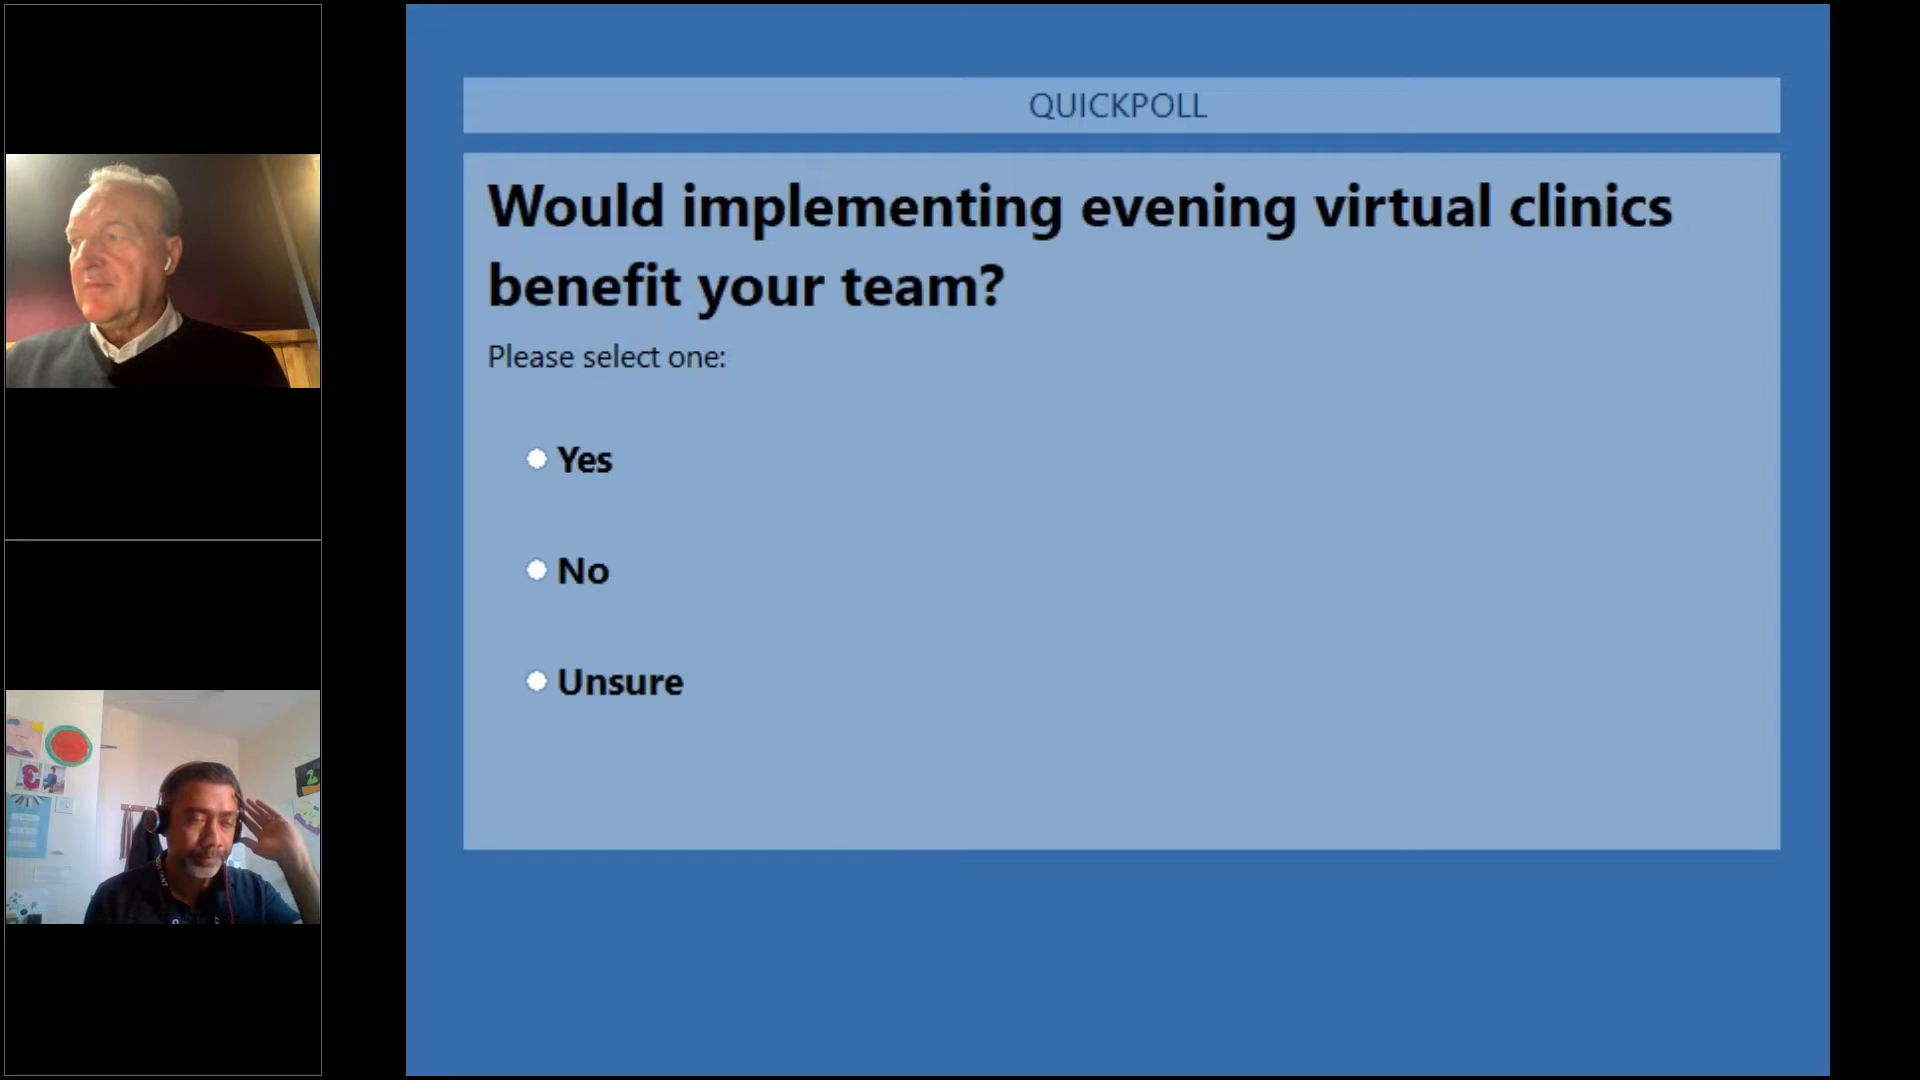 QUICKPOLL
Would implementing evening virtual clinics
benefit your team?
Please select one:
Yes
No
Unsure